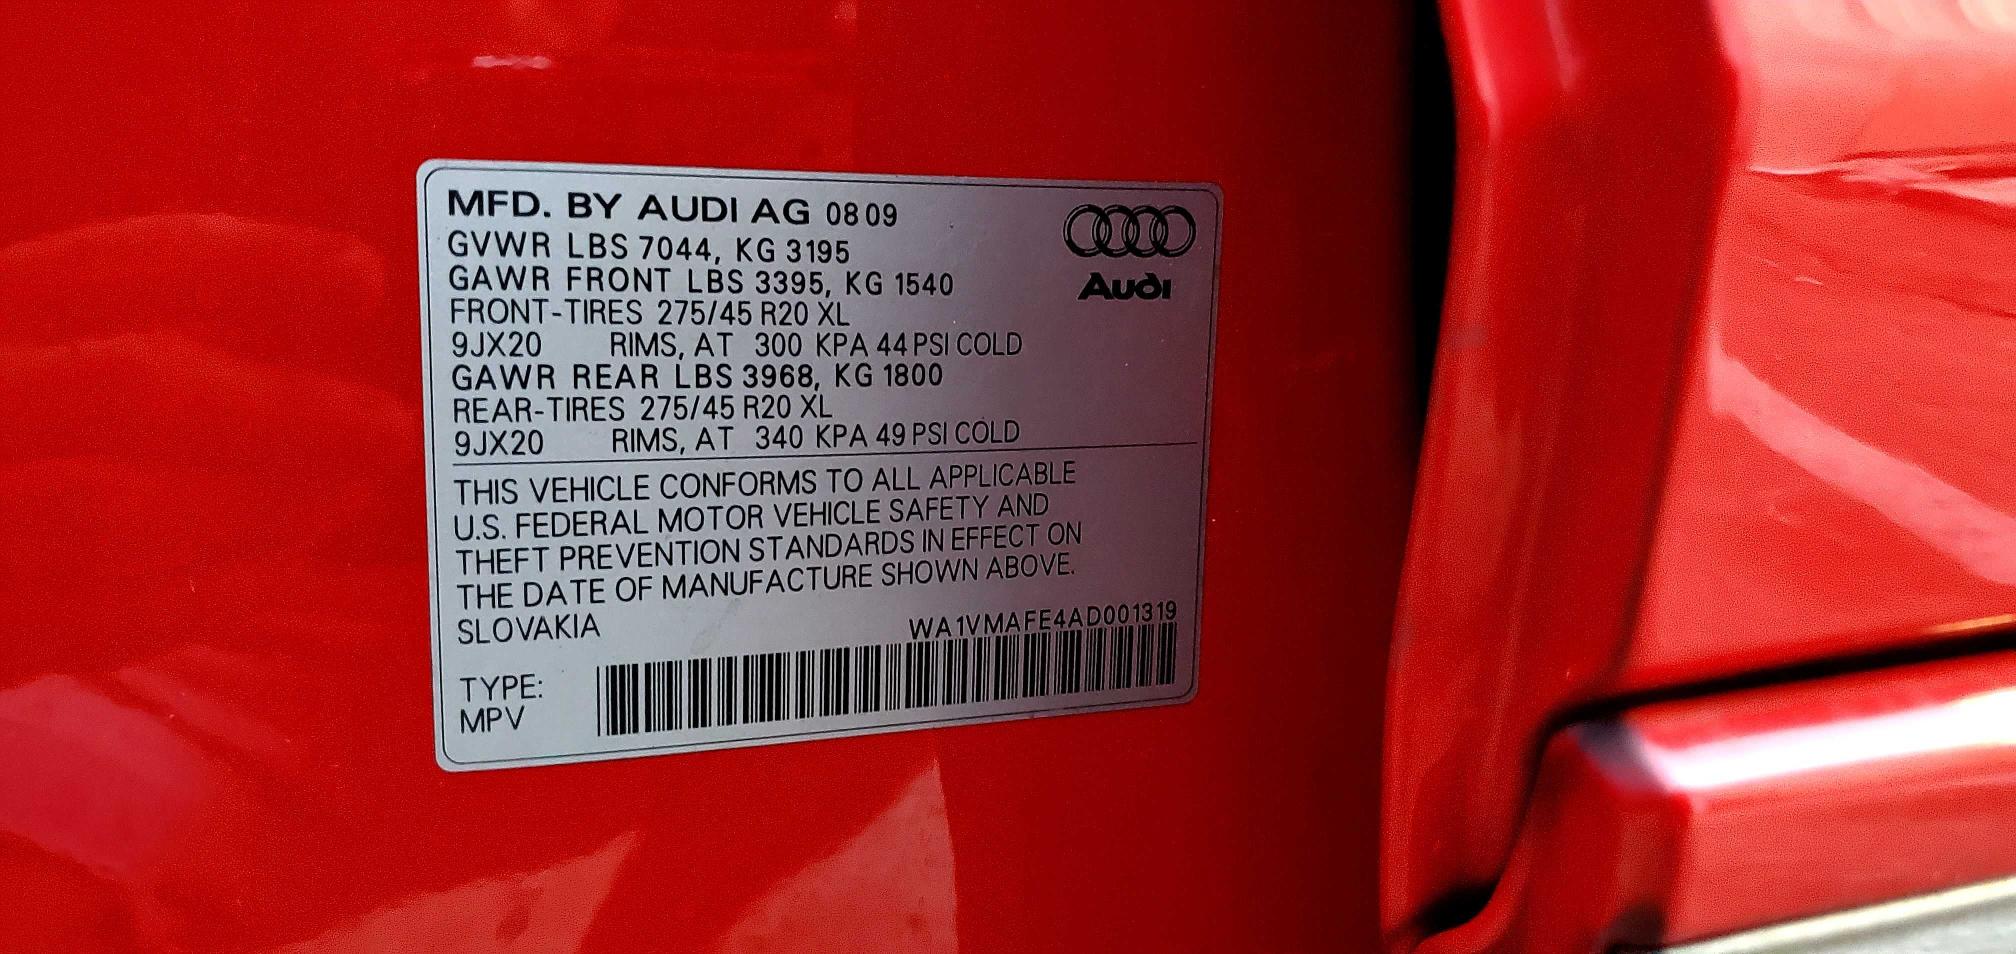 MFD. BY AUDI AG 08 09
GVWR LBS 7044, KG 3195
GAWR FRONT LBS 3395, KG 1540
FRONT-TIRES 275/45 R20 XL
9JX20 RIMS, AT 300 KPA 44 PSI COLD
GAWR REAR LBS 3968, KG 1800
REAR-TIRES 275/45 R20 XL
9JX20 RIMS, AT 340 KPA 49 PSI COLD
Audi
THIS VEHICLE CONFORMS TO ALL APPLICABLE
U.S. FEDERAL MOTOR VEHICLE SAFETY AND
THEFT PREVENTION STANDARDS IN EFFECT ON
THE DATE OF MANUFACTURE SHOWN ABOVE.
SLOVAKIA WA1VMAFE4AD001319
TYPE:
MPV